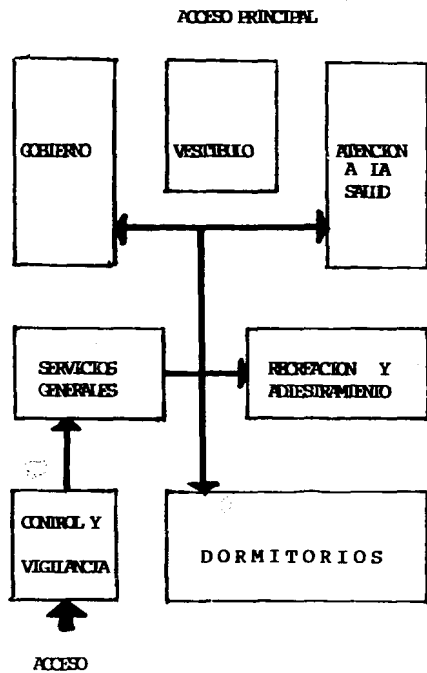 ACCESO PRINCIPAL
GOBIERNO
VESTIBULO
ATENCION
A LA
SALUD
SERVICIOS
GENERALES
RECREACION Y
ADIESTRAMIENTO
CONTROL Y
VIGILANCIA
DORMITORIOS
ACCESO